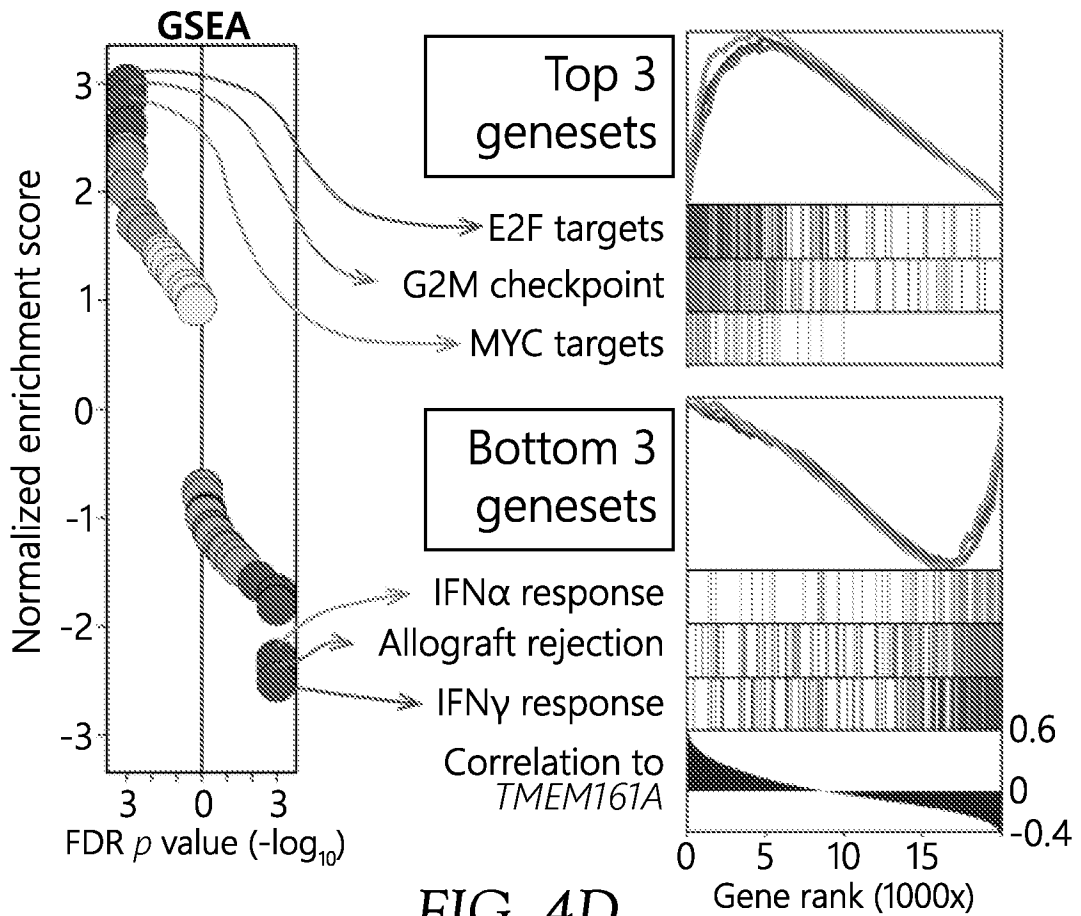 GSEA
Normalized enrichment score
3
2
1
0
-1
-2
-3
3 0 3
FDR p value (-log₁₀)
Top 3
genesets
E2F targets
G2M checkpoint
MYC targets
Bottom 3
genesets
IFNα response
Allograft rejection
IFNγ response
Correlation to
TMEM161A
0.6
0
-0.4
0 5 10 15
Gene rank (1000x)
FIG. 4D